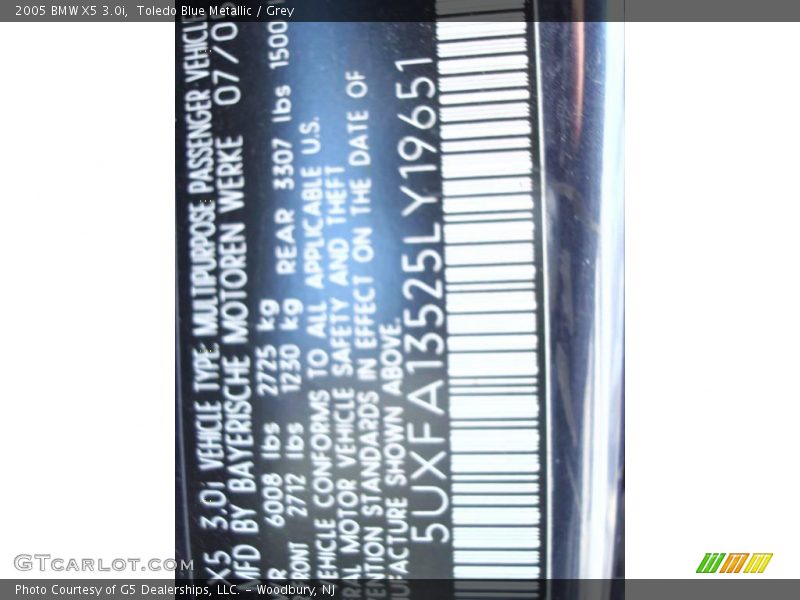 2005 BMW X5 3.0i, Toledo Blue Metallic / Grey
X5 3.0i VEHICLE TYPE: MULTIPURPOSE PASSENGER VEHICLE
MFD BY BAYERISCHE MOTOREN WERKE 07/05
R 6008 lbs 2725 kg
FRONT 2712 lbs 1230 kg REAR 3307 lbs 1500
VEHICLE CONFORMS TO ALL APPLICABLE U.S.
RAL MOTOR VEHICLE SAFETY AND THEFT
VENTION STANDARDS IN EFFECT ON THE DATE OF
NUFACTURE SHOWN ABOVE.
5UXFA13525LY19651
GTCARLOT.COM
Photo Courtesy of G5 Dealerships, LLC. - Woodbury, NJ